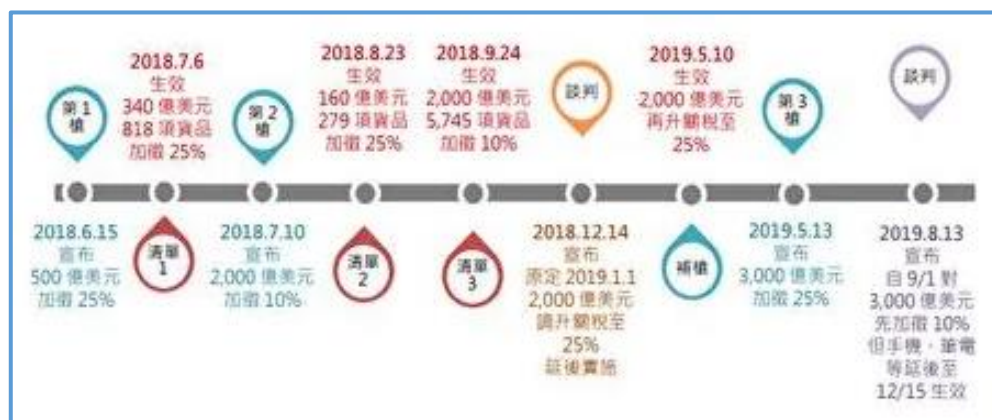 第1
槍
2018.6.15
宣布
500 億美元
加徵 25%
2018.7.6
生效
340 億美元
818 項貨品
加徵 25%
清單
1
第2
槍
2018.7.10
宣布
2,000 億美元
加徵 10%
2018.8.23
生效
160 億美元
279 項貨品
加徵 25%
清單
2
2018.9.24
生效
2,000 億美元
5,745 項貨品
加徵 10%
清單
3
談判
2018.12.14
宣布
原定 2019.1.1
2,000 億美元
調升關稅至
25%
延後實施
2019.5.10
生效
2,000 億美元
再升關稅至
25%
補槍
第3
槍
2019.5.13
宣布
3,000 億美元
加徵 25%
談判
2019.8.13
宣布
自 9/1 對
3,000 億美元
先加徵 10%
但手機、筆電
等延後至
12/15 生效